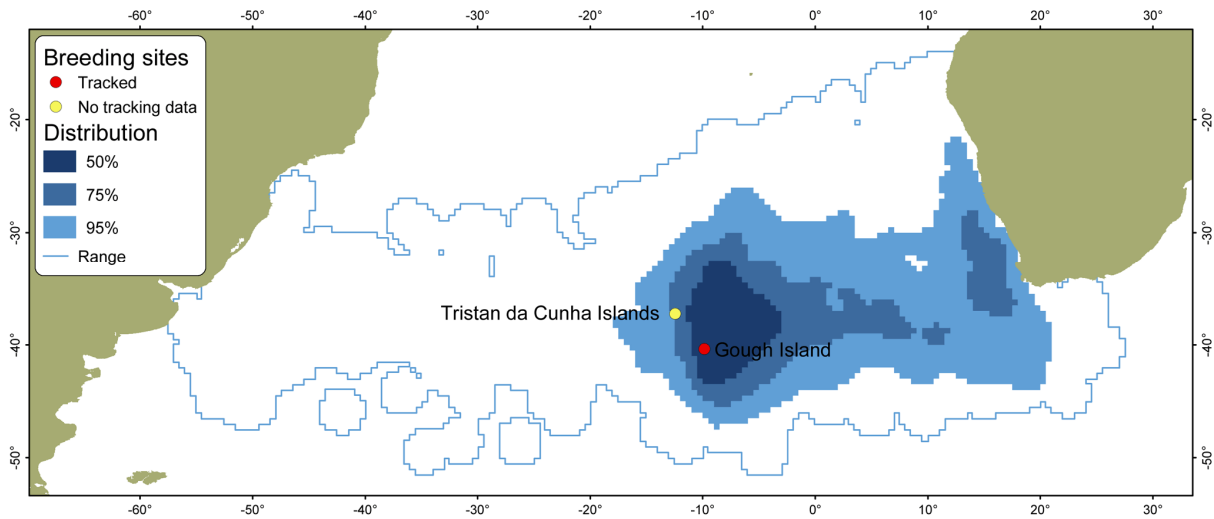 -60° -50° -40° -30° -20° -10° 0° 10° 20° 30°
Breeding sites
Tracked
No tracking data
Distribution
50%
75%
95%
Range
-20° -20°
-30° -30°
Tristan da Cunha Islands
Gough Island
-40° -40°
-50° -50°
-60° -50° -40° -30° -20° -10° 0° 10° 20° 30°